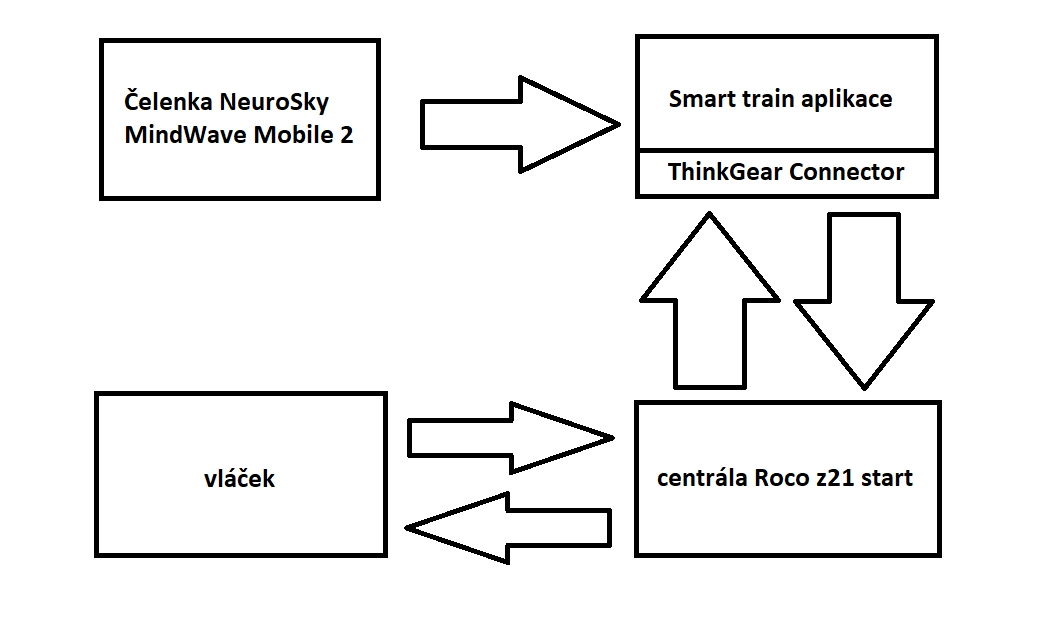 Čelenka NeuroSky
MindWave Mobile 2
Smart train aplikace
ThinkGear Connector
vláček
centrála Roco z21 start